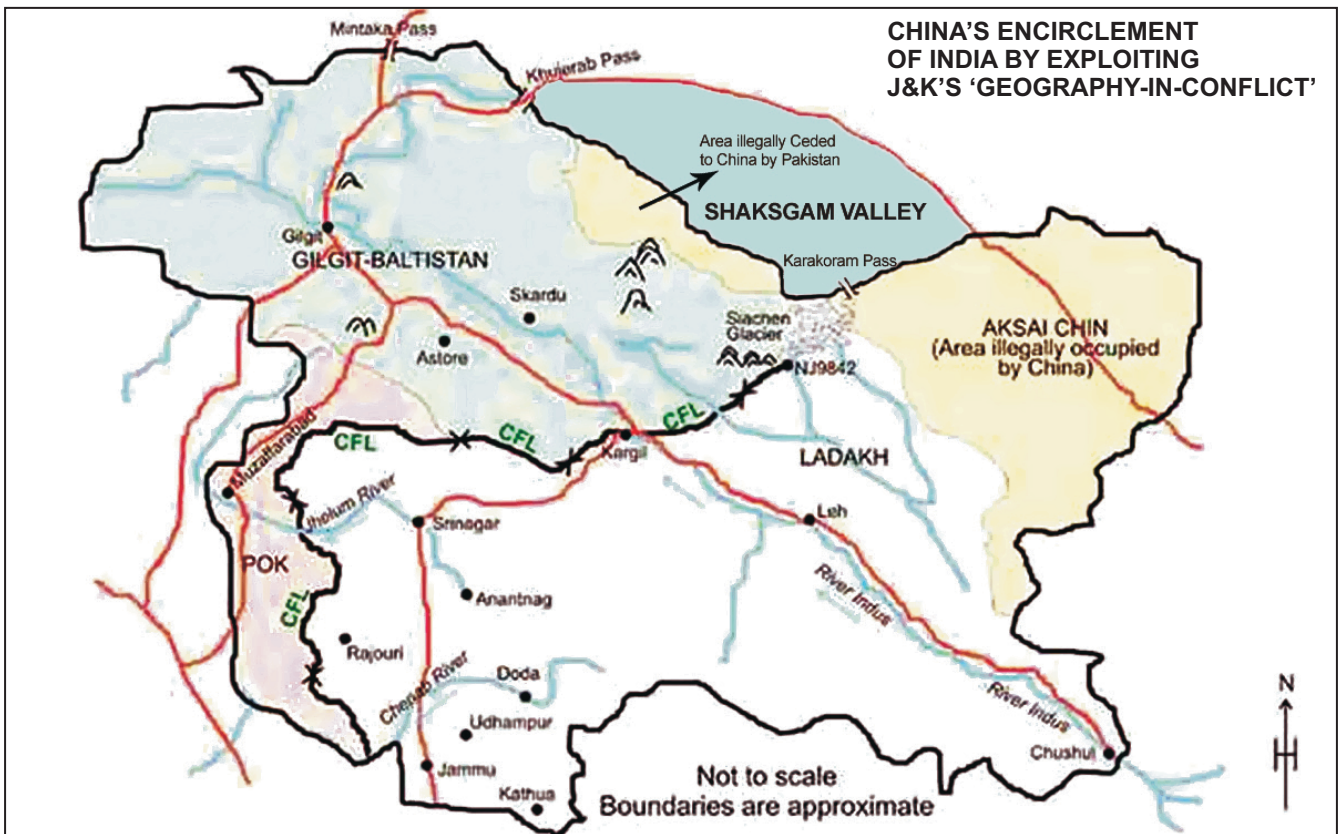 CHINA'S ENCIRCLEMENT
OF INDIA BY EXPLOITING
J&K'S 'GEOGRAPHY-IN-CONFLICT'
Mintaka Pass
Khujerab Pass
Area illegally Ceded
to China by Pakistan
SHAKSGAM VALLEY
Gilgit
GILGIT-BALTISTAN
Karakoram Pass
Skardu
Siachen
Glacier
AKSAI CHIN
(Area illegally occupied
by China)
Astore
NJ9842
CFL
CFL
CFL
Muzaffarabad
Kargil
LADAKH
Jhelum River
Srinagar
Leh
POK
CFL
Anantnag
River Indus
Rajouri
Chenab River
Doda
River Indus
N
Udhampur
Chushul
Jammu
Kathua
Not to scale
Boundaries are approximate